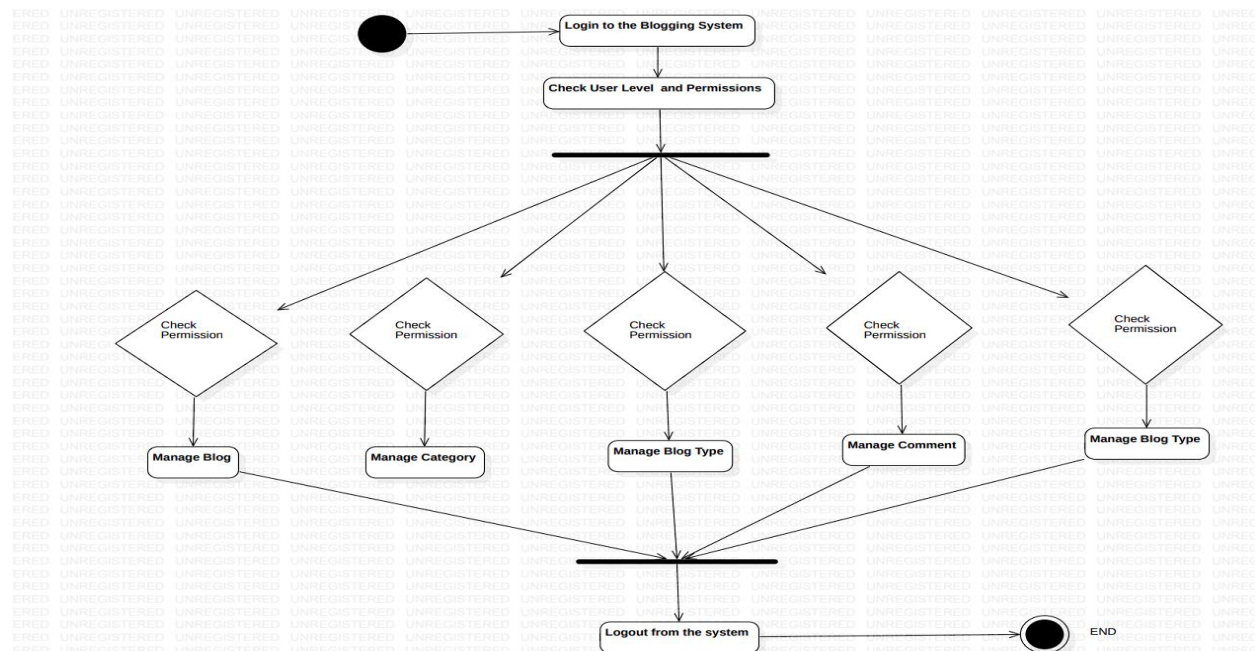 Login to the Blogging System
Check User Level and Permissions
Check
Permission
Check
Permission
Check
Permission
Check
Permission
Check
Permission
Manage Blog
Manage Category
Manage Blog Type
Manage Comment
Manage Blog Type
Logout from the system
END